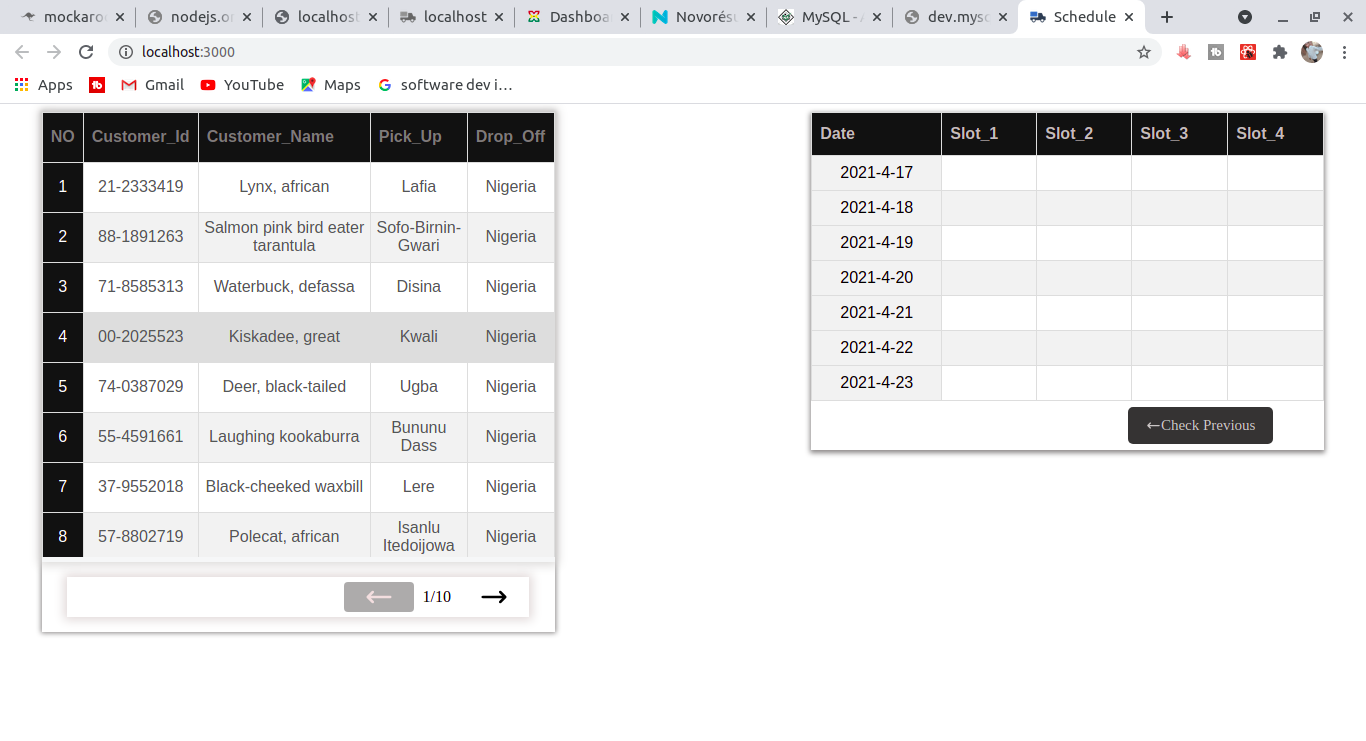 mockaro nodejs.or localhost localhost Dashboa Novorésu MySQL - A dev.mysq Schedule
localhost:3000
Apps Gmail YouTube Maps software dev i…
NO Customer_Id Customer_Name Pick_Up Drop_Off
1 21-2333419 Lynx, african Lafia Nigeria
2 88-1891263 Salmon pink bird eater tarantula Sofo-Birnin-Gwari Nigeria
3 71-8585313 Waterbuck, defassa Disina Nigeria
4 00-2025523 Kiskadee, great Kwali Nigeria
5 74-0387029 Deer, black-tailed Ugba Nigeria
6 55-4591661 Laughing kookaburra Bununu Dass Nigeria
7 37-9552018 Black-cheeked waxbill Lere Nigeria
8 57-8802719 Polecat, african Isanlu Itedoijowa Nigeria
← 1/10 →
Date Slot_1 Slot_2 Slot_3 Slot_4
2021-4-17
2021-4-18
2021-4-19
2021-4-20
2021-4-21
2021-4-22
2021-4-23
←Check Previous